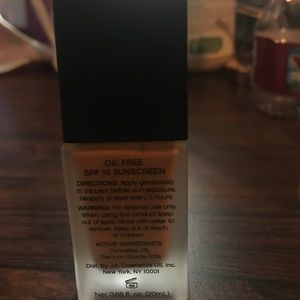 OIL FREE
SPF 15 SUNSCREEN
DIRECTIONS: Apply generously
15 minutes before sun exposure.
Reapply at least every 2 hours.
WARNING: For external use only
When using this product keep
out of eyes. Rinse with water to
remove. Keep out of reach
of children.
ACTIVE INGREDIENTS:
Octinoxate 2%,
Titanium Dioxide 5.5%
Dist. by J.A. Cosmetics US, Inc.
New York, NY 10001
Net 0.68 fl. oz. (20mL)